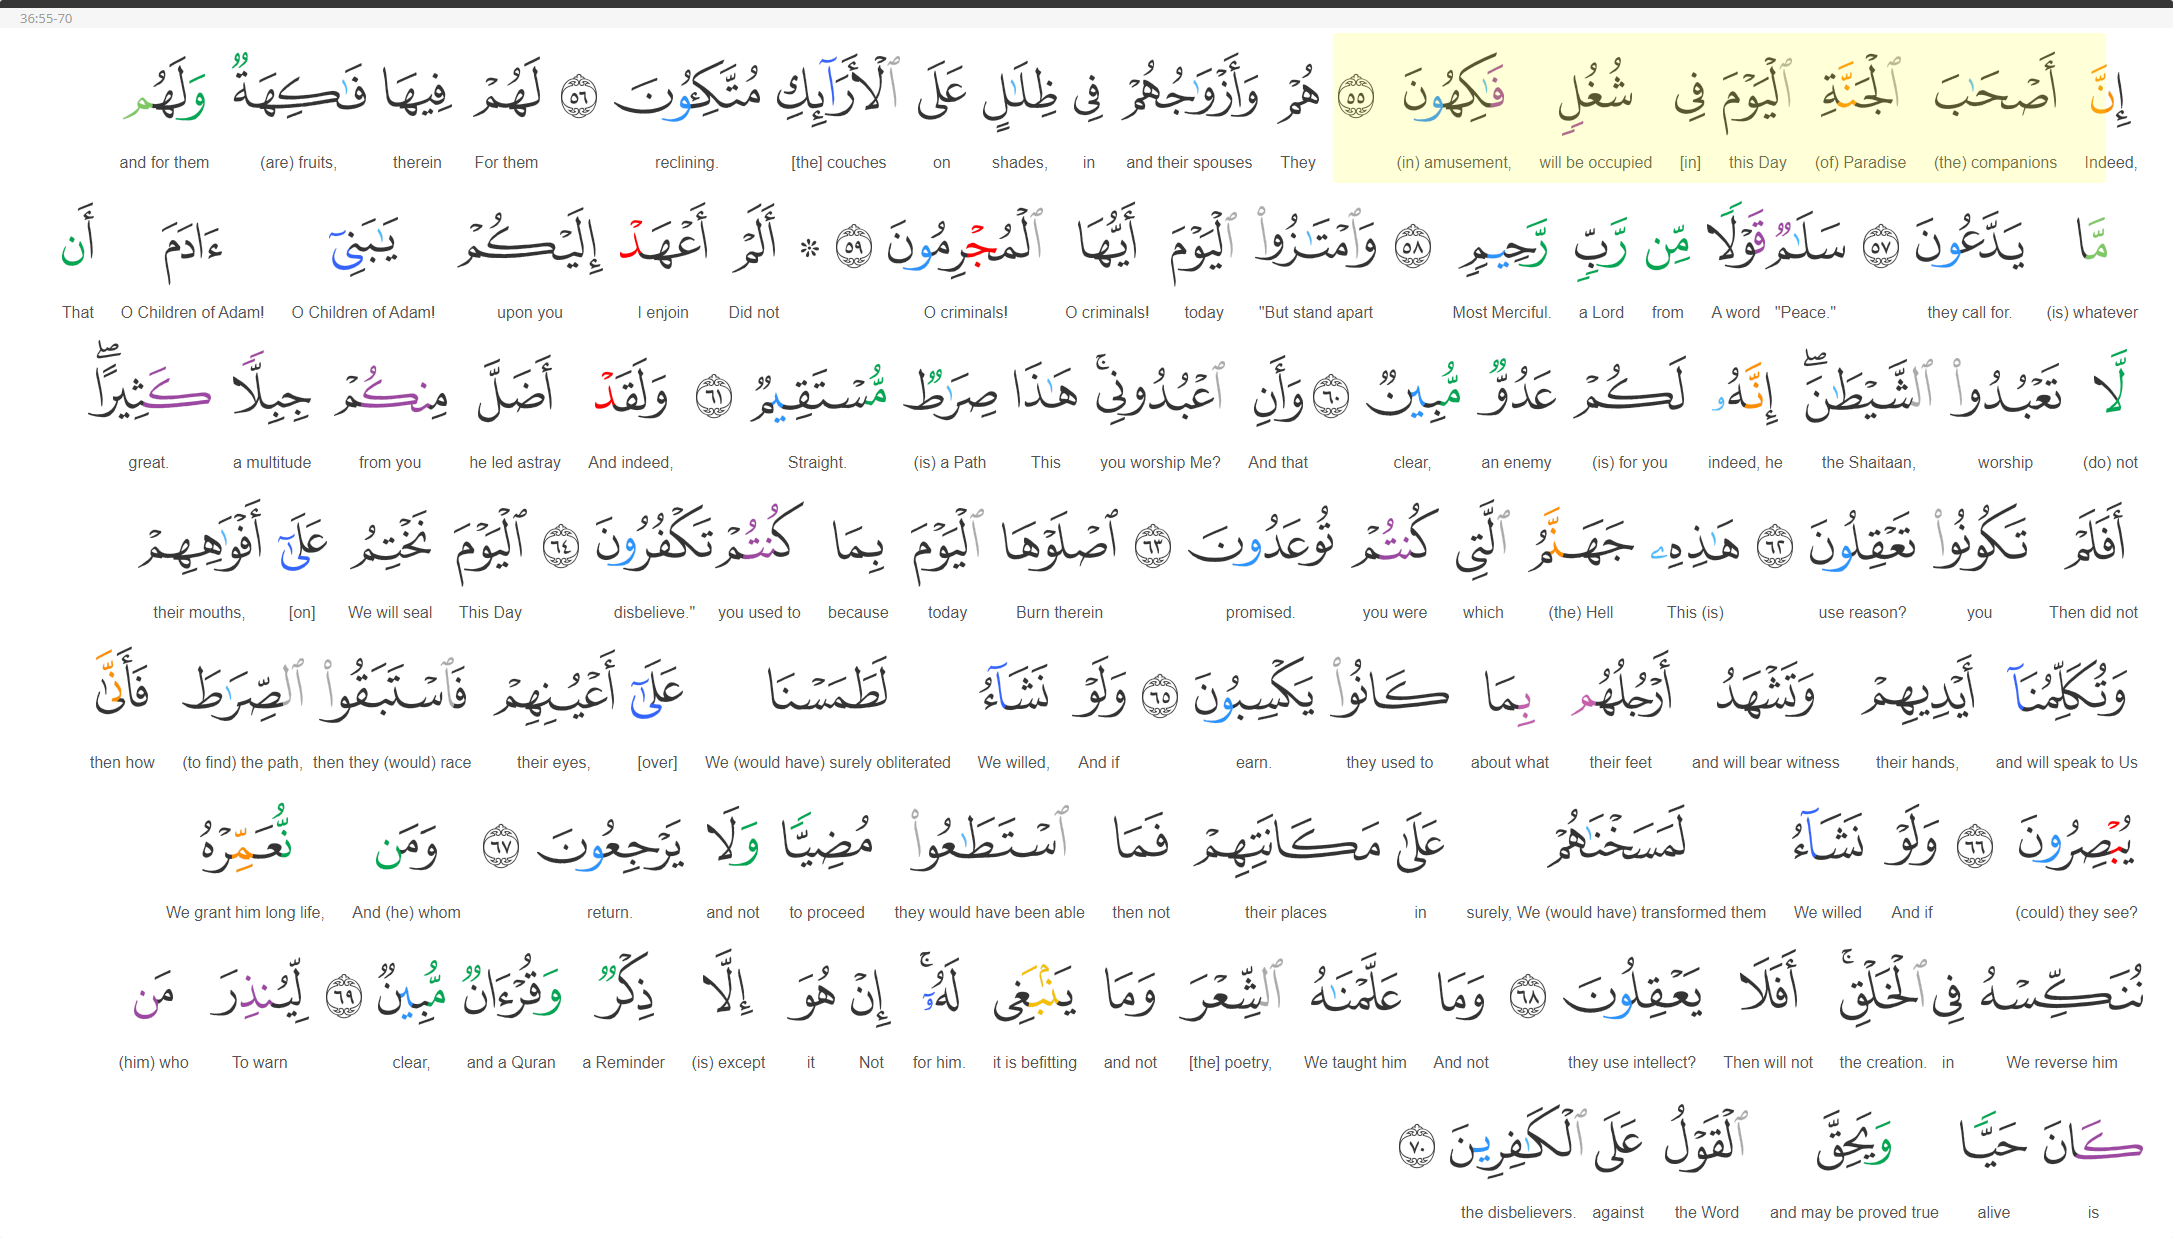 36:55-70
إِنَّ أَصْحَـٰبَ ٱلْجَنَّةِ ٱلْيَوْمَ فِى شُغُلٍ فَـٰكِهُونَ ٥٥ هُمْ وَأَزْوَٰجُهُمْ فِى ظِلَـٰلٍ عَلَى ٱلْأَرَآئِكِ مُتَّكِـُٔونَ ٥٦ لَهُمْ فِيهَا فَـٰكِهَةٌ وَلَهُم
Indeed, (the) companions (of) Paradise this Day [in] will be occupied (in) amusement, They and their spouses in shades, on [the] couches reclining. For them therein (are) fruits, and for them
مَّا يَدَّعُونَ ٥٧ سَلَـٰمٌ قَوْلًا مِّن رَّبٍّ رَّحِيمٍ ٥٨ وَٱمْتَـٰزُوا۟ ٱلْيَوْمَ أَيُّهَا ٱلْمُجْرِمُونَ ٥٩ ۞ أَلَمْ أَعْهَدْ إِلَيْكُمْ يَـٰبَنِىٓ ءَادَمَ أَن
(is) whatever they call for. "Peace." A word from a Lord Most Merciful. "But stand apart today O criminals! O criminals! Did not I enjoin upon you O Children of Adam! O Children of Adam! That
لَّا تَعْبُدُوا۟ ٱلشَّيْطَـٰنَ ۖ إِنَّهُۥ لَكُمْ عَدُوٌّ مُّبِينٌ ٦٠ وَأَنِ ٱعْبُدُونِى ۚ هَـٰذَا صِرَٰطٌ مُّسْتَقِيمٌ ٦١ وَلَقَدْ أَضَلَّ مِنكُمْ جِبِلًّا كَثِيرًا ۖ
(do) not worship the Shaitaan, indeed, he (is) for you an enemy clear, And that you worship Me? This (is) a Path Straight. And indeed, he led astray from you a multitude great.
أَفَلَمْ تَكُونُوا۟ تَعْقِلُونَ ٦٢ هَـٰذِهِۦ جَهَنَّمُ ٱلَّتِى كُنتُمْ تُوعَدُونَ ٦٣ ٱصْلَوْهَا ٱلْيَوْمَ بِمَا كُنتُمْ تَكْفُرُونَ ٦٤ ٱلْيَوْمَ نَخْتِمُ عَلَىٰٓ أَفْوَٰهِهِمْ
Then did not you use reason? This (is) (the) Hell which you were promised. Burn therein today because you used to disbelieve." This Day We will seal [on] their mouths,
وَتُكَلِّمُنَآ أَيْدِيهِمْ وَتَشْهَدُ أَرْجُلُهُم بِمَا كَانُوا۟ يَكْسِبُونَ ٦٥ وَلَوْ نَشَآءُ لَطَمَسْنَا عَلَىٰٓ أَعْيُنِهِمْ فَٱسْتَبَقُوا۟ ٱلصِّرَٰطَ فَأَنَّىٰ
and will speak to Us their hands, and will bear witness their feet about what they used to earn. And if We willed, We (would have) surely obliterated [over] their eyes, then they (would) race (to find) the path, then how
يُبْصِرُونَ ٦٦ وَلَوْ نَشَآءُ لَمَسَخْنَـٰهُمْ عَلَىٰ مَكَانَتِهِمْ فَمَا ٱسْتَطَـٰعُوا۟ مُضِيًّا وَلَا يَرْجِعُونَ ٦٧ وَمَن نُّعَمِّرْهُ
(could) they see? And if We willed surely, We (would have) transformed them in their places then not they would have been able to proceed and not return. And (he) whom We grant him long life,
نُنَكِّسْهُ فِى ٱلْخَلْقِ ۚ أَفَلَا يَعْقِلُونَ ٦٨ وَمَا عَلَّمْنَـٰهُ ٱلشِّعْرَ وَمَا يَنۢبَغِى لَهُۥٓ ۚ إِنْ هُوَ إِلَّا ذِكْرٌ وَقُرْءَانٌ مُّبِينٌ ٦٩ لِّيُنذِرَ مَن
We reverse him in the creation. Then will not they use intellect? And not We taught him [the] poetry, and not it is befitting for him. Not it (is) except a Reminder and a Quran clear, To warn (him) who
كَانَ حَيًّا وَيَحِقَّ ٱلْقَوْلُ عَلَى ٱلْكَـٰفِرِينَ ٧٠
is alive and may be proved true the Word against the disbelievers.